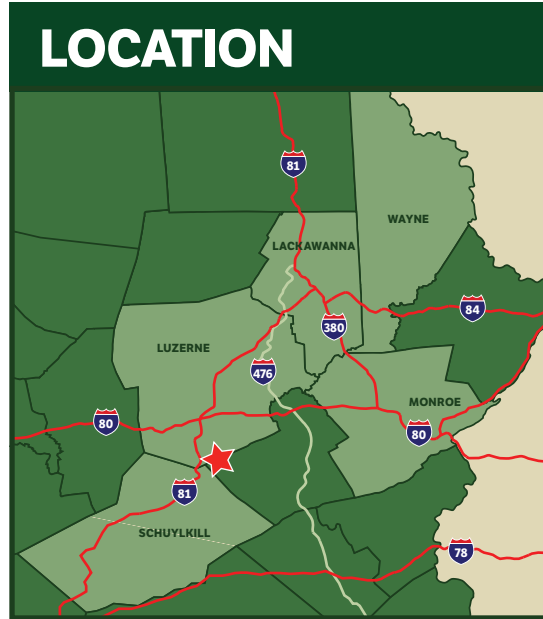 LOCATION
81
WAYNE
LACKAWANNA
84
380
LUZERNE
476
MONROE
80
80
81
SCHUYLKILL
78